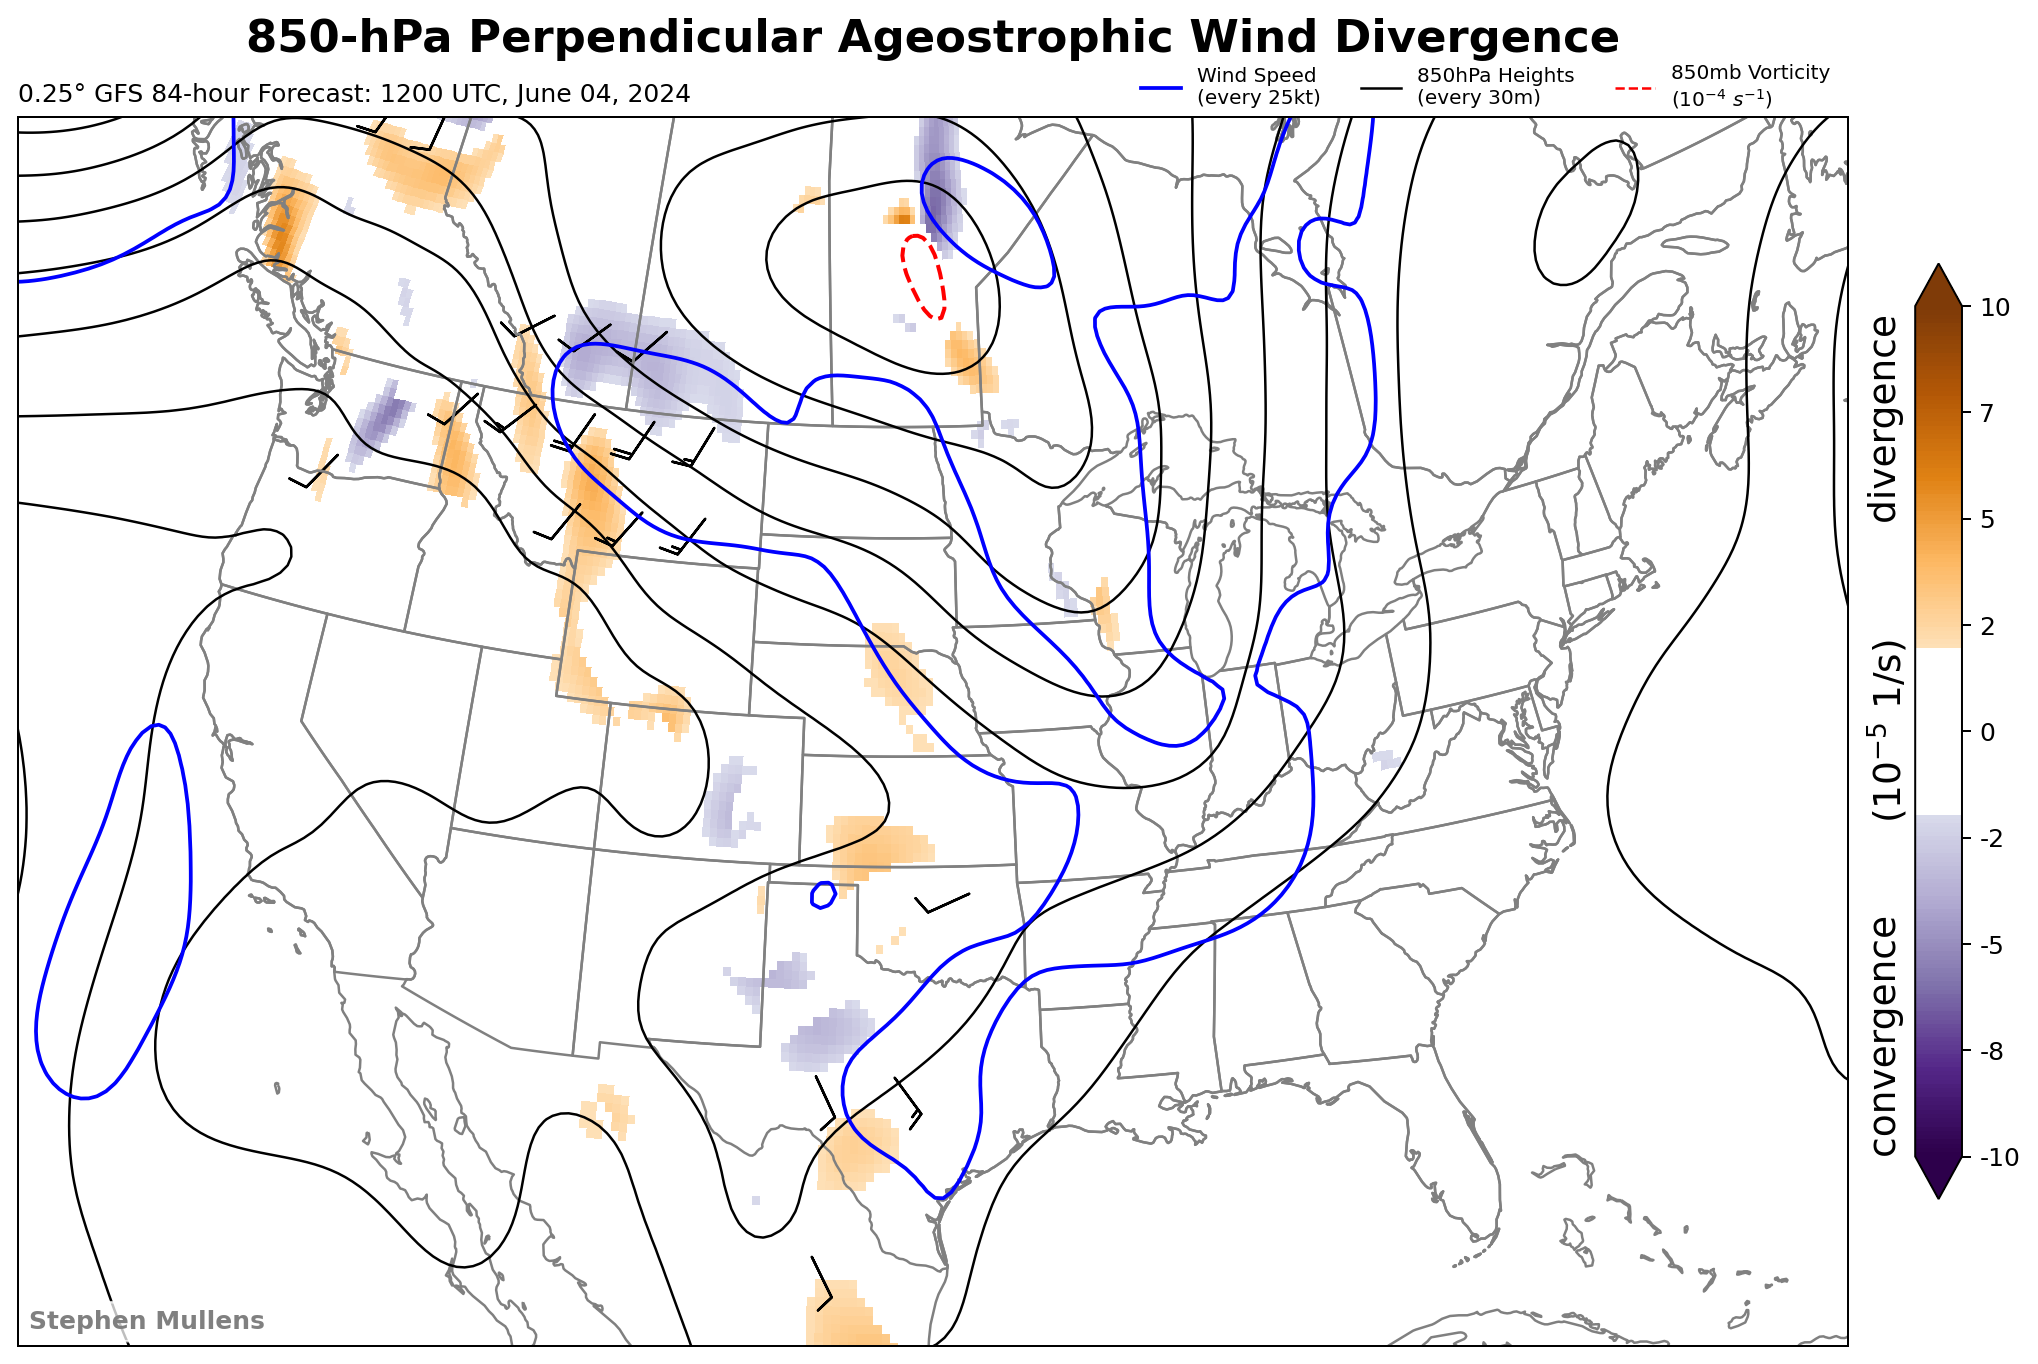 850-hPa Perpendicular Ageostrophic Wind Divergence
0.25° GFS 84-hour Forecast: 1200 UTC, June 04, 2024
Wind Speed
(every 25kt)
850hPa Heights
(every 30m)
850mb Vorticity
(10⁻⁴ s⁻¹)
10
7
5
2
0
-2
-5
-8
-10
convergence (10⁻⁵ 1/s) divergence
Stephen Mullens